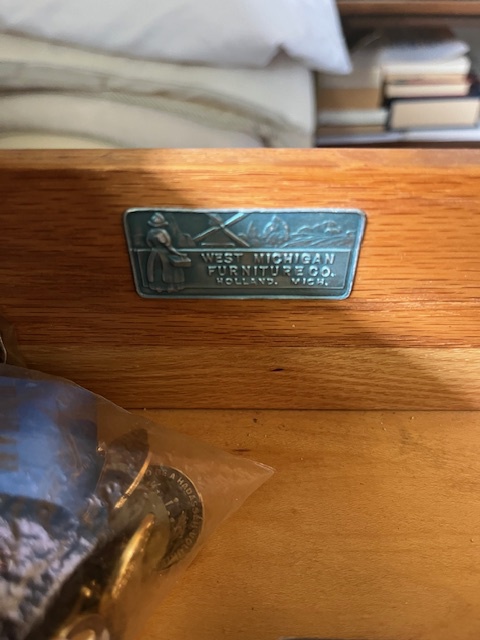 WEST MICHIGAN
FURNITURE CO.
HOLLAND, MICH.